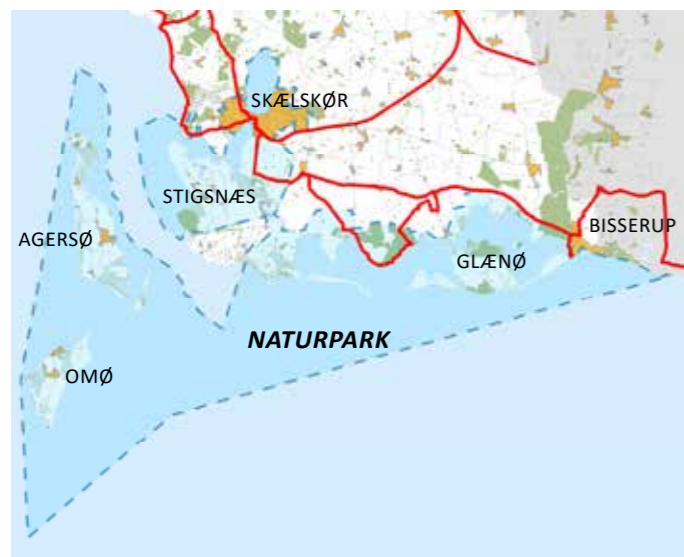 SKÆLSKØR
STIGSNÆS
BISSERUP
AGERSØ
GLÆNØ
NATURPARK
OMØ